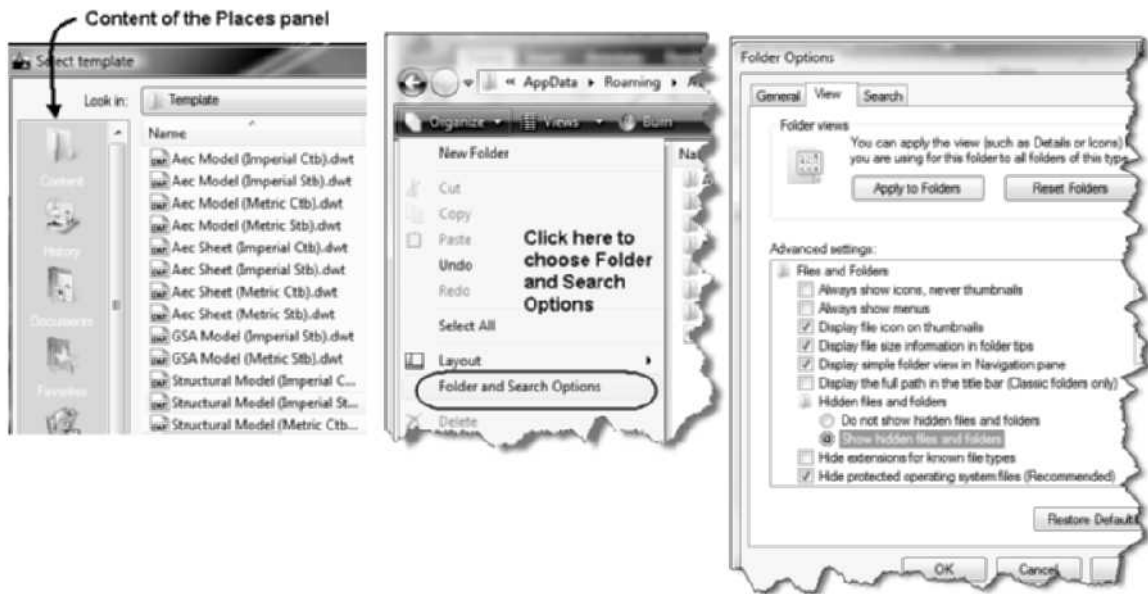 Content of the Places panel
Select template
Look in:
Template
Name
Content
History
Documents
Favorites
Aec Model (Imperial Ctb).dwt
Aec Model (Imperial Stb).dwt
Aec Model (Metric Ctb).dwt
Aec Model (Metric Stb).dwt
Aec Sheet (Imperial Ctb).dwt
Aec Sheet (Imperial Stb).dwt
Aec Sheet (Metric Ctb).dwt
Aec Sheet (Metric Stb).dwt
GSA Model (Imperial Stb).dwt
GSA Model (Metric Stb).dwt
Structural Model (Imperial C...
Structural Model (Imperial St...
Structural Model (Metric Ctb...
« AppData ▸ Roaming ▸
Organize Views Burn
New Folder
Cut
Copy
Paste
Undo
Redo
Select All
Layout
Folder and Search Options
Delete
Click here to
choose Folder
and Search
Options
Folder Options
General View Search
Folder views
You can apply the view (such as Details or Icons)
you are using for this folder to all folders of this type
Apply to Folders Reset Folders
Advanced settings:
Files and Folders
Always show icons, never thumbnails
Always show menus
Display file icon on thumbnails
Display file size information in folder tips
Display simple folder view in Navigation pane
Display the full path in the title bar (Classic folders only)
Hidden files and folders
Do not show hidden files and folders
Show hidden files and folders
Hide extensions for known file types
Hide protected operating system files (Recommended)
Restore Default
OK Cancel